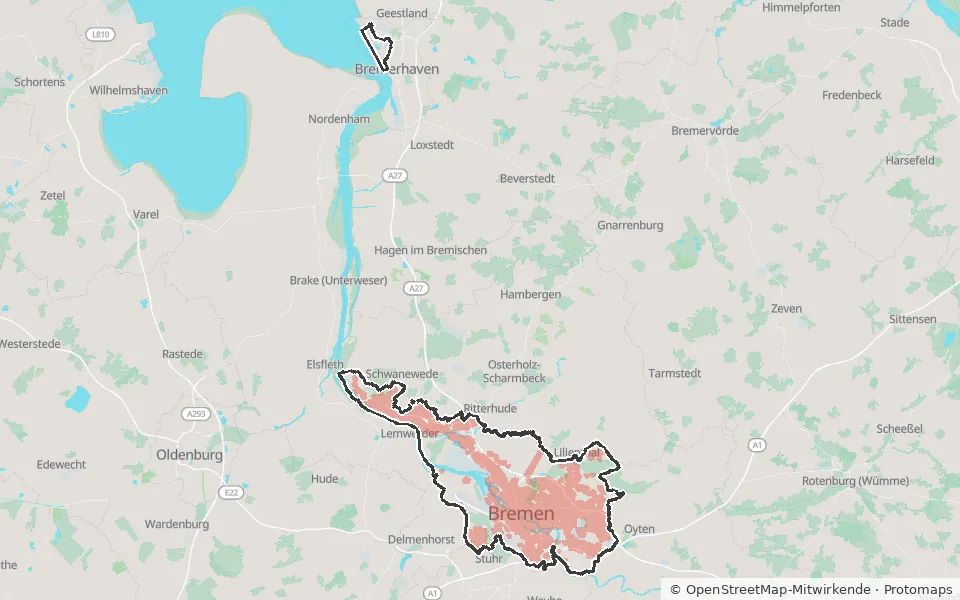 Geestland
Himmelpforten
Stade
L810
Bremerhaven
Schortens
Wilhelmshaven
Fredenbeck
Nordenham
Bremervörde
Loxstedt
Harsefeld
A27
Beverstedt
Zetel
Varel
Gnarrenburg
Hagen im Bremischen
Brake (Unterweser)
A27
Hambergen
Zeven
Sittensen
Westerstede
Rastede
Elsfleth
Schwanewede
Osterholz-
Scharmbeck
Tarmstedt
A293
Ritterhude
Lemwerder
Scheeßel
Oldenburg
A1
Lilienthal
Edewecht
Hude
Rotenburg (Wümme)
E22
Bremen
Wardenburg
Oyten
Delmenhorst
Stuhr
A1
© OpenStreetMap-Mitwirkende · Protomaps